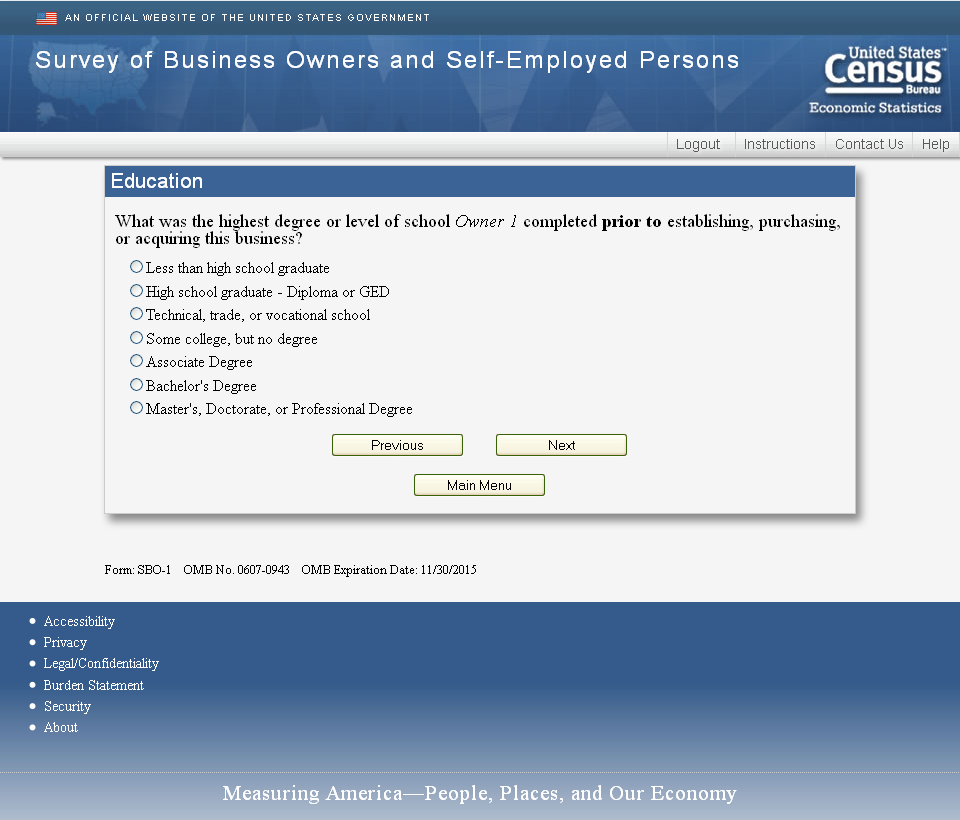 AN OFFICIAL WEBSITE OF THE UNITED STATES GOVERNMENT
Survey of Business Owners and Self-Employed Persons
United States™
Census
Bureau
Economic Statistics
Logout Instructions Contact Us Help
Education
What was the highest degree or level of school Owner 1 completed prior to establishing, purchasing,
or acquiring this business?
Less than high school graduate
High school graduate - Diploma or GED
Technical, trade, or vocational school
Some college, but no degree
Associate Degree
Bachelor's Degree
Master's, Doctorate, or Professional Degree
Previous Next
Main Menu
Form: SBO-1 OMB No. 0607-0943 OMB Expiration Date: 11/30/2015
Accessibility
Privacy
Legal/Confidentiality
Burden Statement
Security
About
Measuring America—People, Places, and Our Economy